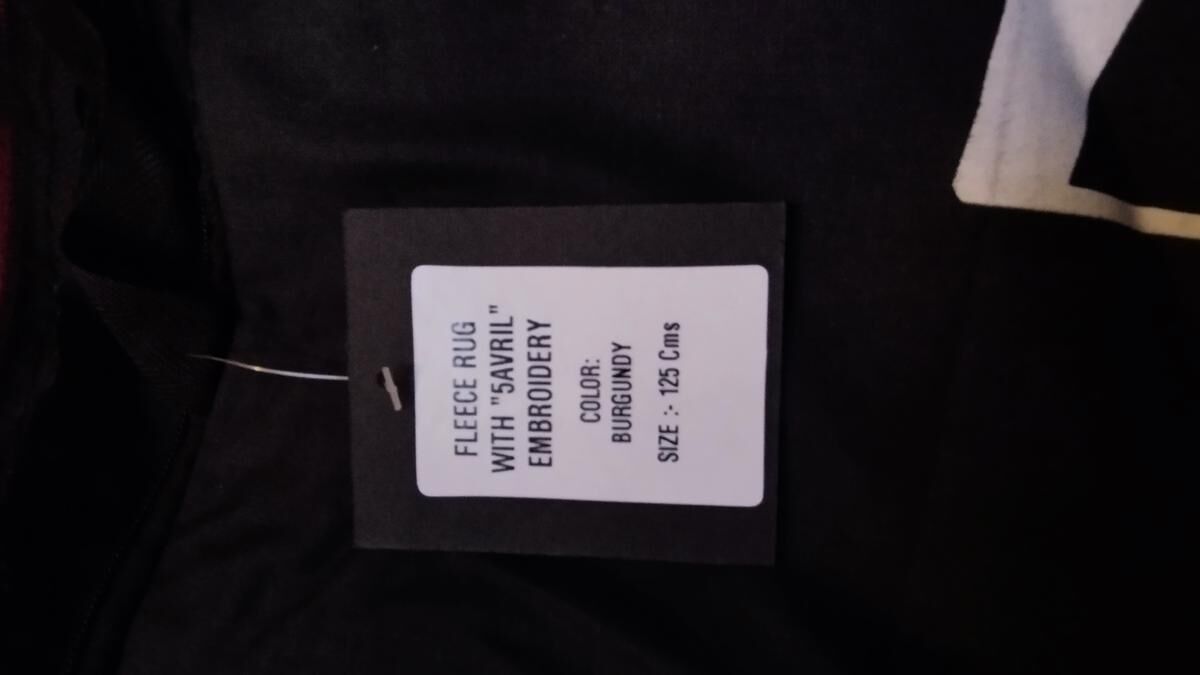 FLEECE RUG
WITH "5AVRIL"
EMBROIDERY
COLOR:
BURGUNDY
SIZE :- 125 Cms